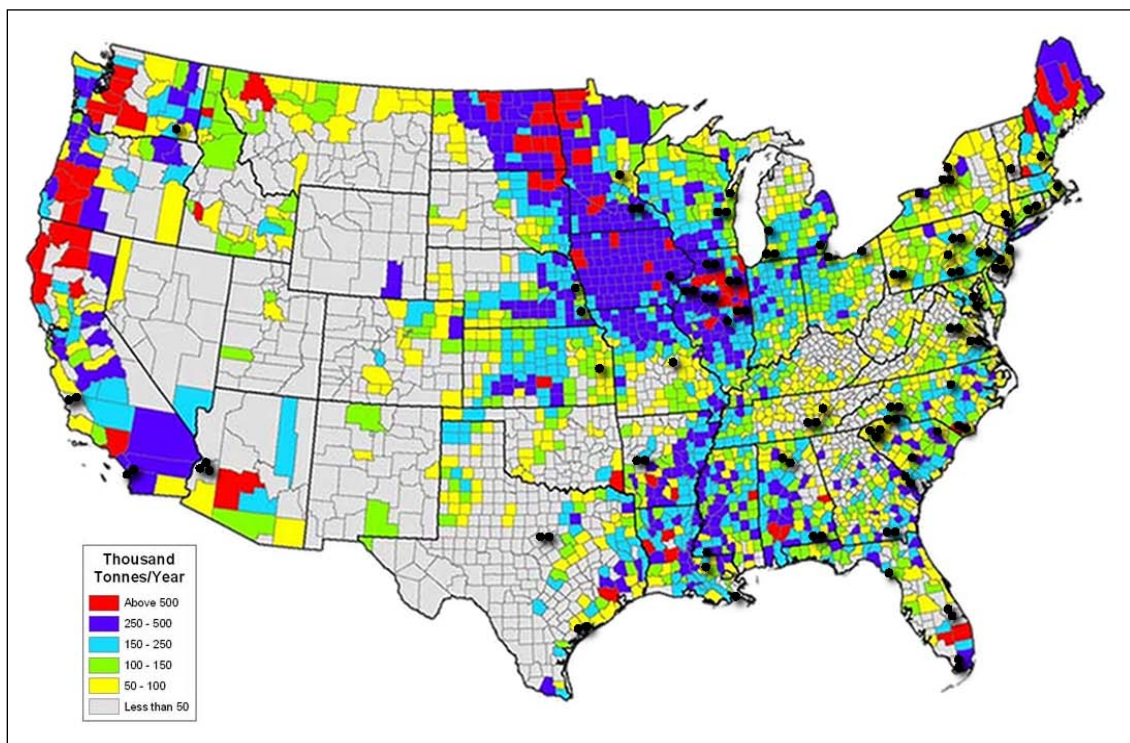 Thousand
Tonnes/Year
Above 500
250 - 500
150 - 250
100 - 150
50 - 100
Less than 50